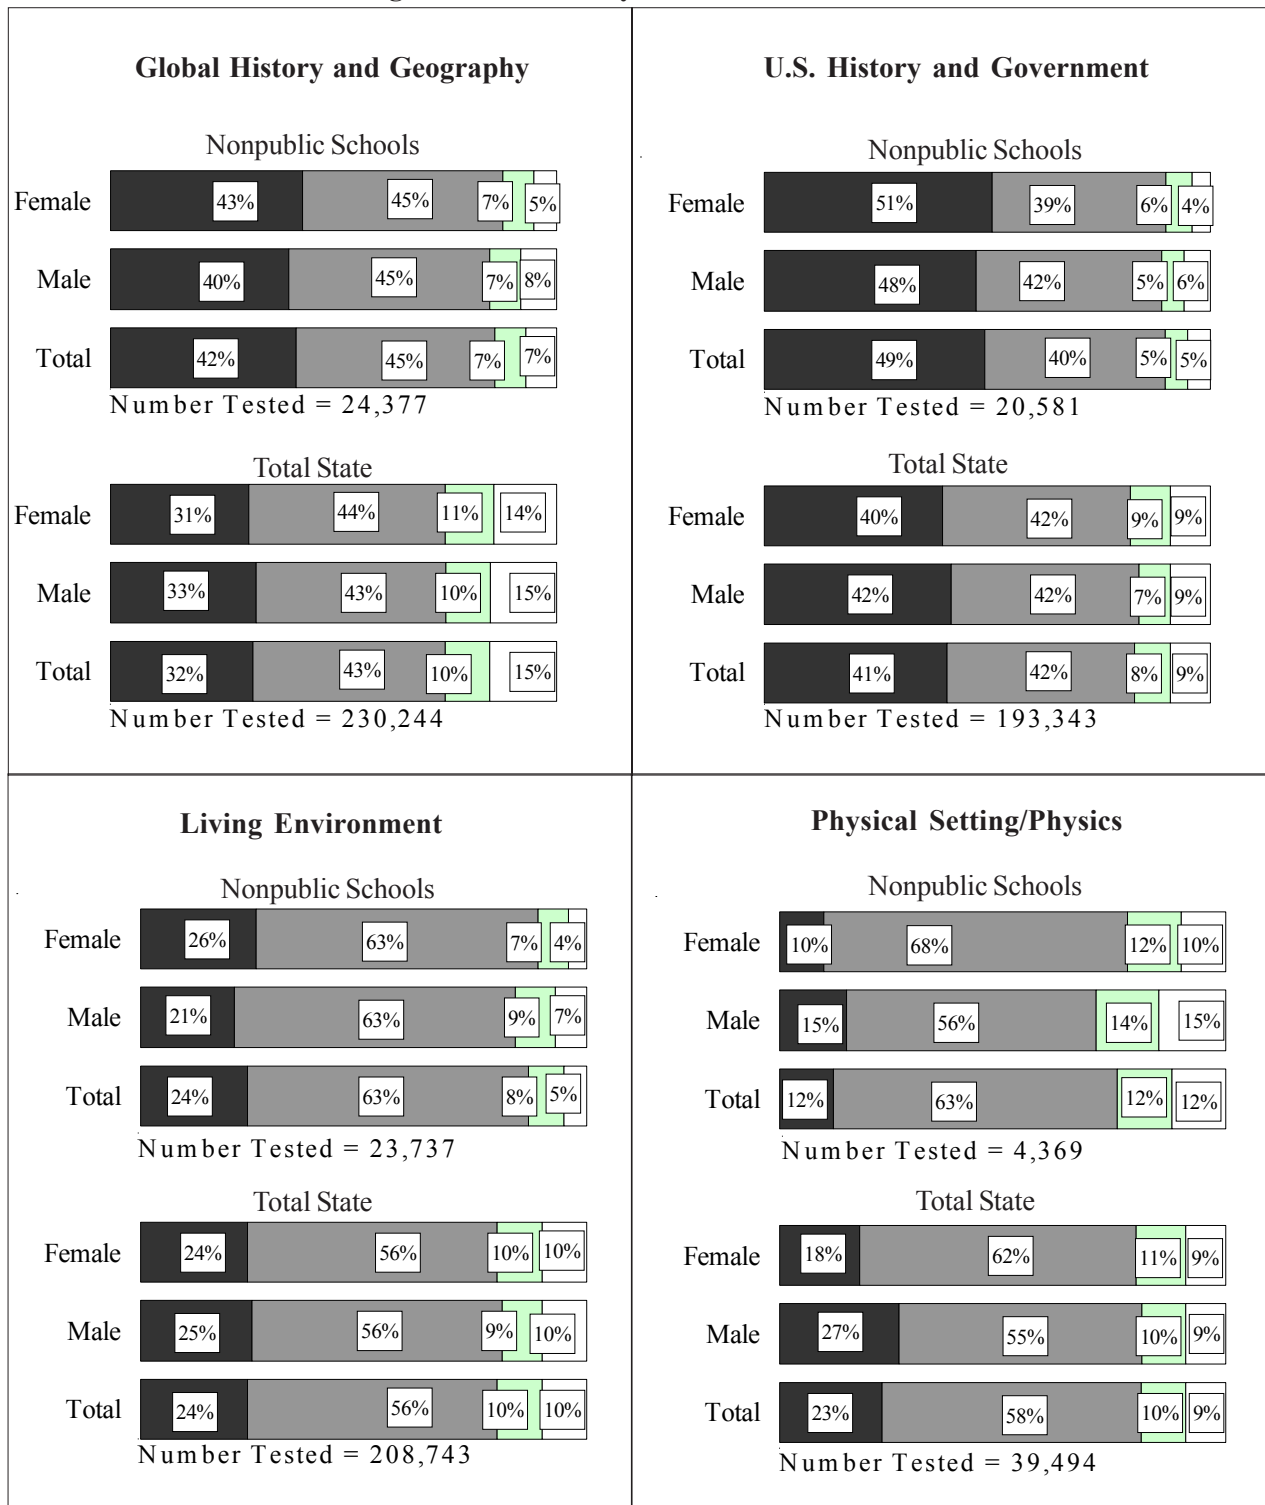 Global History and Geography
Nonpublic Schools
Female 43% 45% 7% 5%
Male 40% 45% 7% 8%
Total 42% 45% 7% 7%
Number Tested = 24,377
Total State
Female 31% 44% 11% 14%
Male 33% 43% 10% 15%
Total 32% 43% 10% 15%
Number Tested = 230,244
U.S. History and Government
Nonpublic Schools
Female 51% 39% 6% 4%
Male 48% 42% 5% 6%
Total 49% 40% 5% 5%
Number Tested = 20,581
Total State
Female 40% 42% 9% 9%
Male 42% 42% 7% 9%
Total 41% 42% 8% 9%
Number Tested = 193,343
Living Environment
Nonpublic Schools
Female 26% 63% 7% 4%
Male 21% 63% 9% 7%
Total 24% 63% 8% 5%
Number Tested = 23,737
Total State
Female 24% 56% 10% 10%
Male 25% 56% 9% 10%
Total 24% 56% 10% 10%
Number Tested = 208,743
Physical Setting/Physics
Nonpublic Schools
Female 10% 68% 12% 10%
Male 15% 56% 14% 15%
Total 12% 63% 12% 12%
Number Tested = 4,369
Total State
Female 18% 62% 11% 9%
Male 27% 55% 10% 9%
Total 23% 58% 10% 9%
Number Tested = 39,494